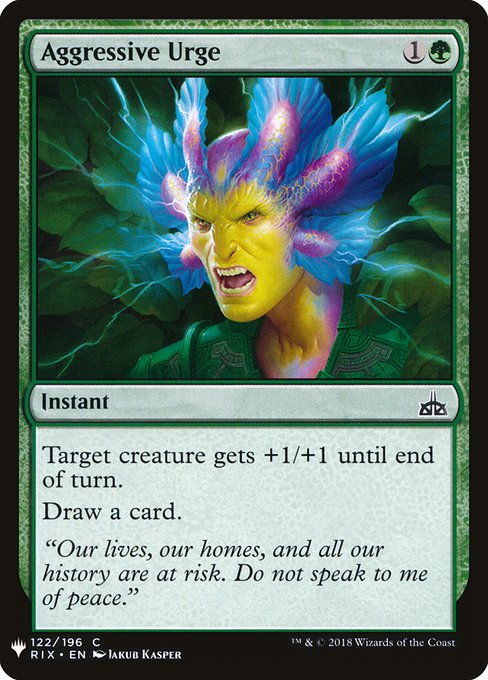 Aggressive Urge 1
Instant
Target creature gets +1/+1 until end
of turn.
Draw a card.
“Our lives, our homes, and all our
history are at risk. Do not speak to me
of peace.”
122/196 C
RIX • EN Jakub Kasper
™ & © 2018 Wizards of the Coast